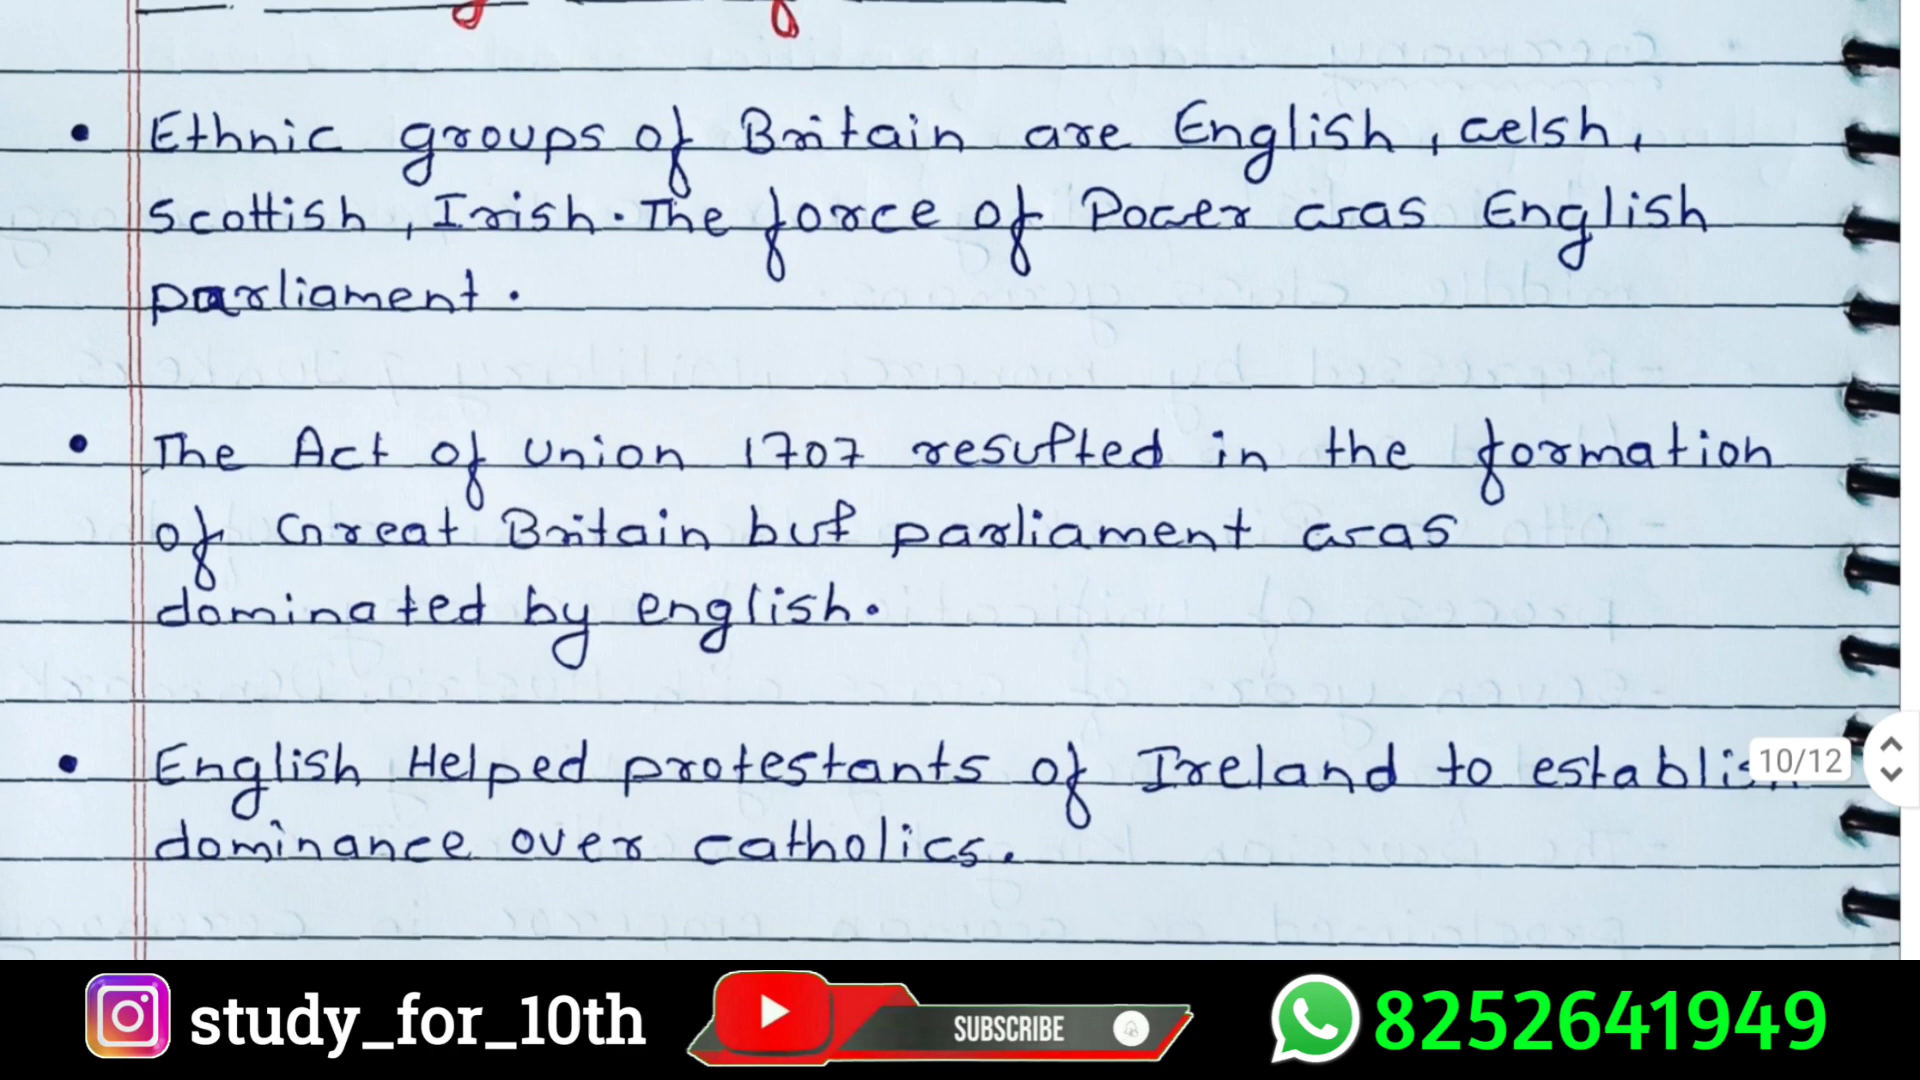 • Ethnic groups of Britain are English, Welsh,
Scottish, Irish. The force of Power was English
parliament.
• The Act of Union 1707 resulted in the formation
of Great Britain but parliament was
dominated by english.
• English Helped protestants of Ireland to establish
dominance over catholics.
10/12
study_for_10th
SUBSCRIBE
8252641949